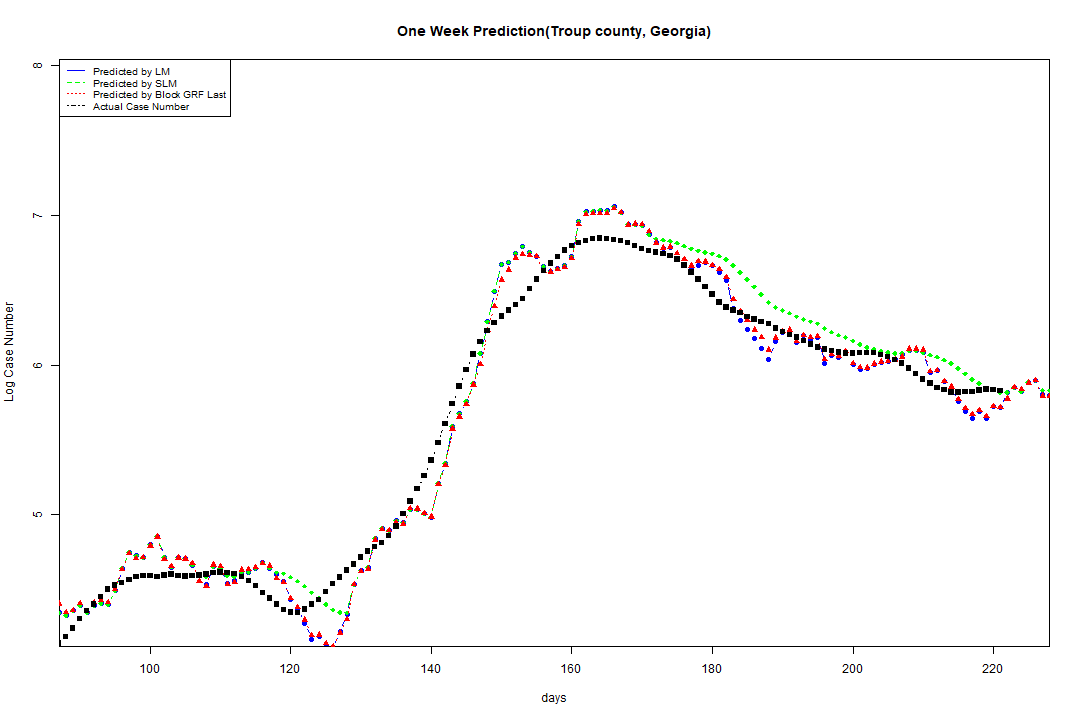 One Week Prediction(Troup county, Georgia)
Predicted by LM
Predicted by SLM
Predicted by Block GRF Last
Actual Case Number
8
7
6
5
Log Case Number
100 120 140 160 180 200 220
days